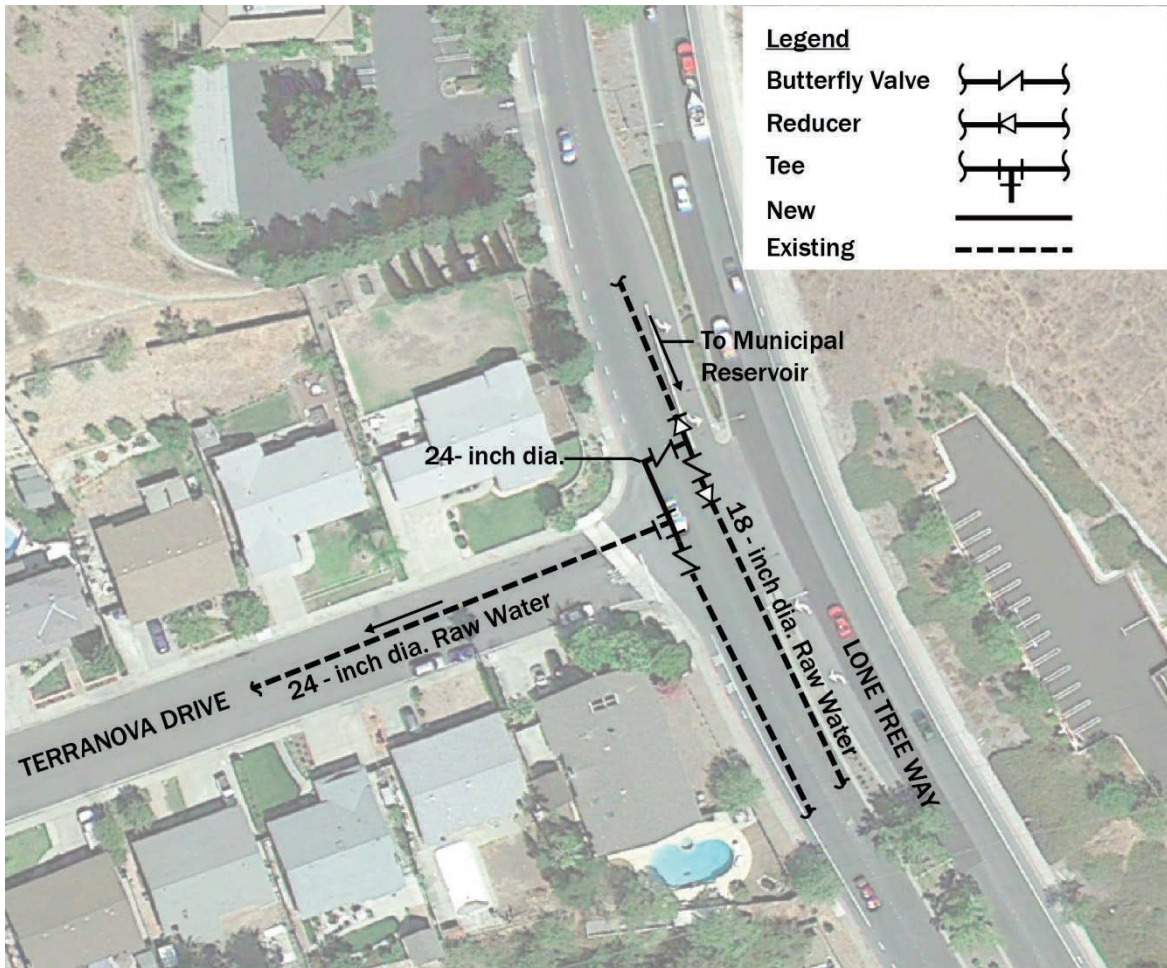 Legend
Butterfly Valve
Reducer
Tee
New
Existing
To Municipal
Reservoir
24- inch dia.
18 - inch dia. Raw Water
24 - inch dia. Raw Water
LONE TREE WAY
TERRANOVA DRIVE